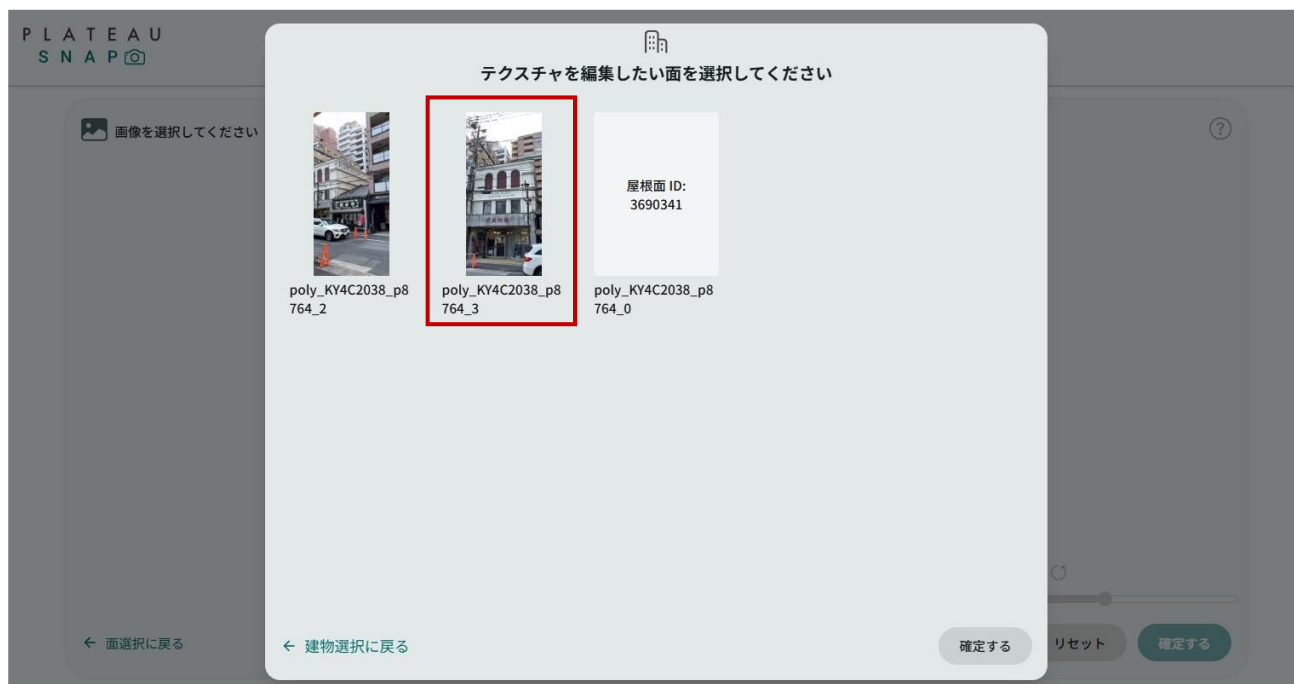 PLATEAU
SNAP
テクスチャを編集したい面を選択してください
画像を選択してください
屋根面 ID:
3690341
poly_KY4C2038_p8
764_2
poly_KY4C2038_p8
764_3
poly_KY4C2038_p8
764_0
← 面選択に戻る
← 建物選択に戻る
確定する
リセット
確定する